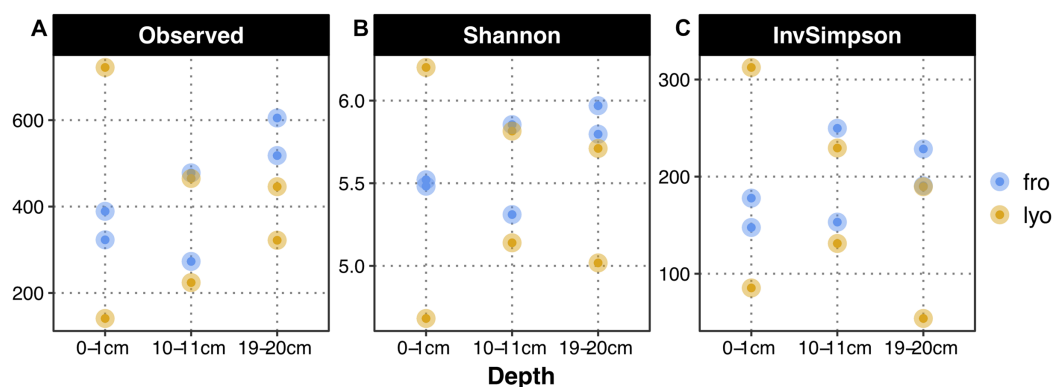 A
Observed
B
Shannon
C
InvSimpson
600
400
200
6.0
5.5
5.0
300
200
100
0–1cm 10–11cm 19–20cm
0–1cm 10–11cm 19–20cm
0–1cm 10–11cm 19–20cm
Depth
fro
lyo